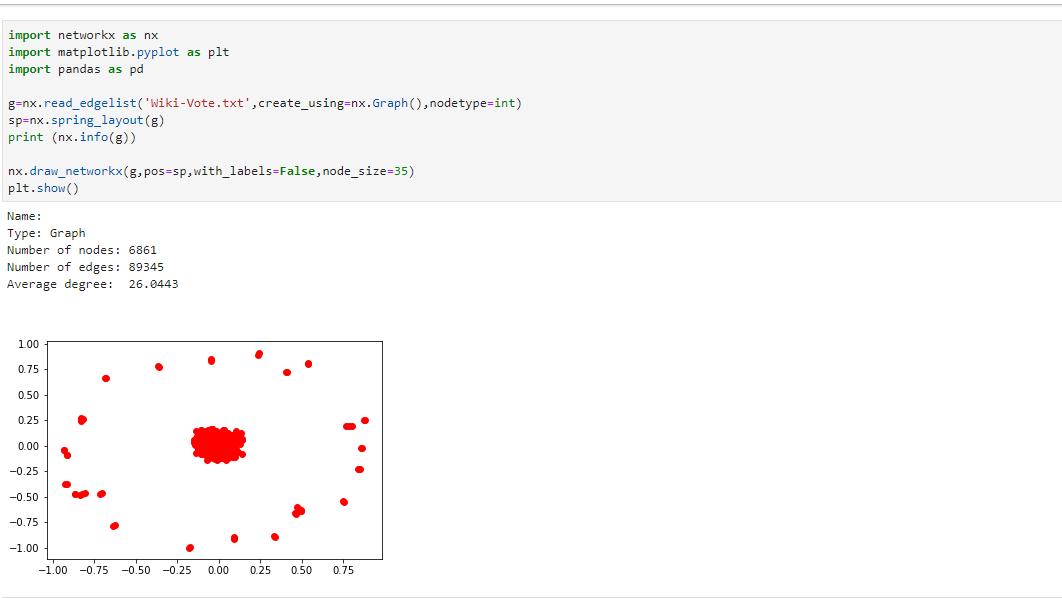 import networkx as nx
import matplotlib.pyplot as plt
import pandas as pd
g=nx.read_edgelist('Wiki-Vote.txt',create_using=nx.Graph(),nodetype=int)
sp=nx.spring_layout(g)
print (nx.info(g))
nx.draw_networkx(g,pos=sp,with_labels=False,node_size=35)
plt.show()
Name:
Type: Graph
Number of nodes: 6861
Number of edges: 89345
Average degree:  26.0443
1.00
0.75
0.50
0.25
0.00
−0.25
−0.50
−0.75
−1.00
−1.00 −0.75 −0.50 −0.25 0.00 0.25 0.50 0.75